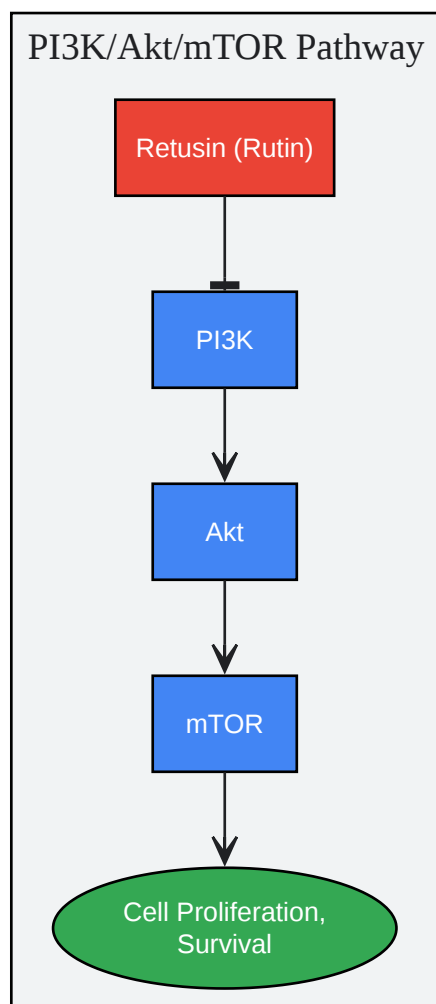 PI3K/Akt/mTOR Pathway
Retusin (Rutin)
PI3K
Akt
mTOR
Cell Proliferation,
Survival